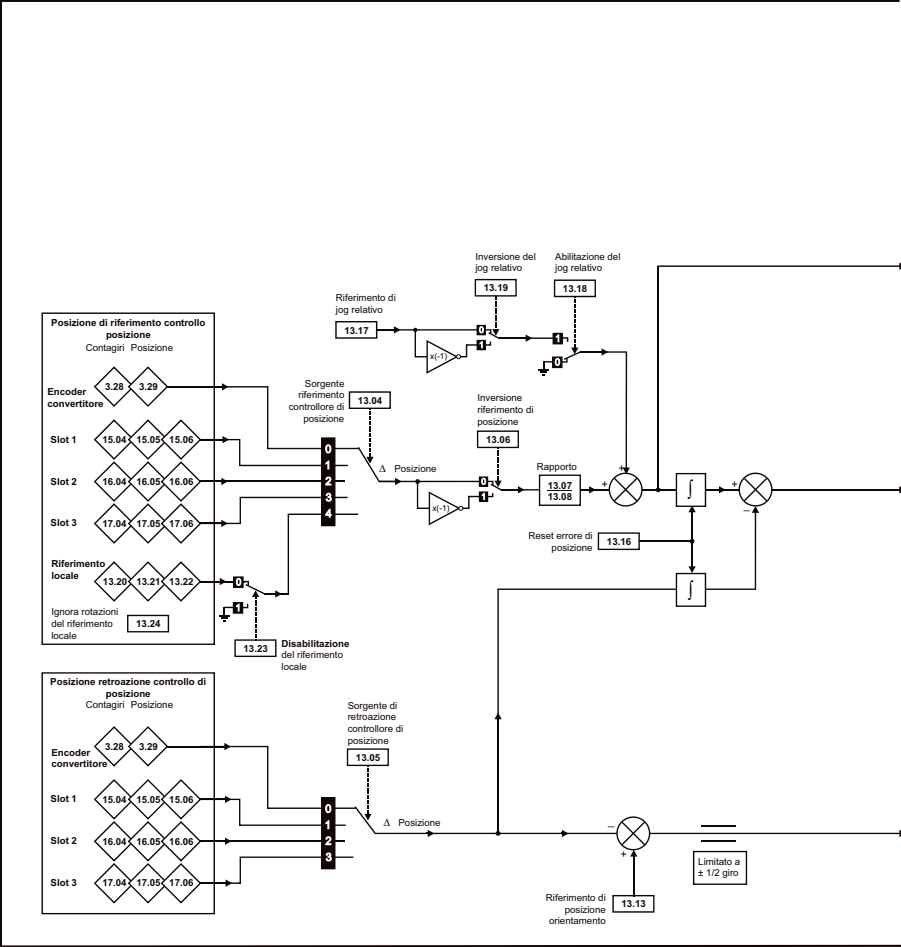 Inversione del
jog relativo
13.19
Abilitazione del
jog relativo
13.18
Riferimento di
jog relativo
13.17
0
1
x(-1)
1
0
Posizione di riferimento controllo
posizione
Contagiri Posizione
Encoder
convertitore
3.28 3.29
Slot 1
15.04 15.05 15.06
Slot 2
16.04 16.05 16.06
Slot 3
17.04 17.05 17.06
Riferimento
locale
13.20 13.21 13.22
Ignora rotazioni
del riferimento
locale
13.24
0
1
13.23
Disabilitazione
del riferimento
locale
Sorgente
riferimento
controllore di
posizione
13.04
0
1
2
3
4
Δ Posizione
Inversione
riferimento di
posizione
13.06
0
1
x(-1)
Rapporto
13.07
13.08
+
+
∫
+
−
Reset errore di
posizione
13.16
∫
Posizione retroazione controllo di
posizione
Contagiri Posizione
Encoder
convertitore
3.28 3.29
Slot 1
15.04 15.05 15.06
Slot 2
16.04 16.05 16.06
Slot 3
17.04 17.05 17.06
Sorgente di
retroazione
controllore di
posizione
13.05
0
1
2
3
Δ Posizione
−
+
Limitato a
± 1/2 giro
Riferimento di
posizione
orientamento
13.13